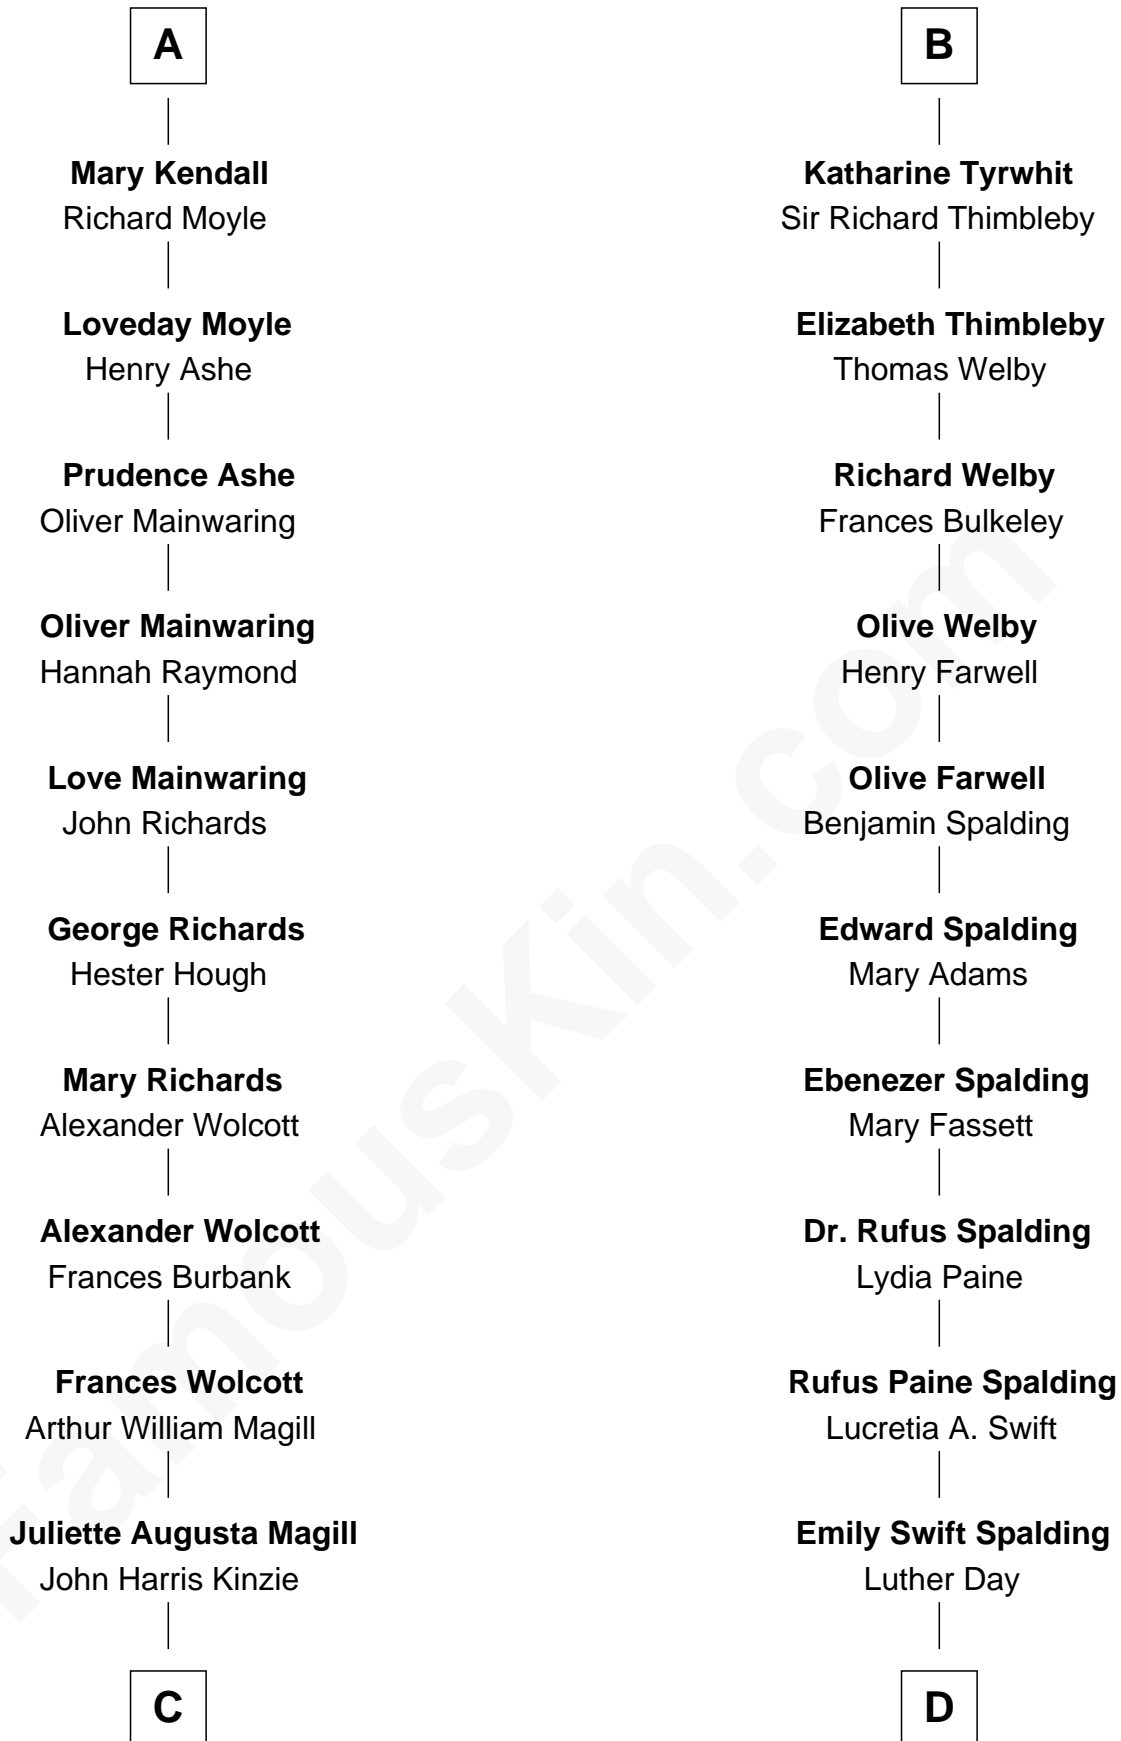 A
Mary Kendall
Richard Moyle
Loveday Moyle
Henry Ashe
Prudence Ashe
Oliver Mainwaring
Oliver Mainwaring
Hannah Raymond
Love Mainwaring
John Richards
George Richards
Hester Hough
Mary Richards
Alexander Wolcott
Alexander Wolcott
Frances Burbank
Frances Wolcott
Arthur William Magill
Juliette Augusta Magill
John Harris Kinzie
C
B
Katharine Tyrwhit
Sir Richard Thimbleby
Elizabeth Thimbleby
Thomas Welby
Richard Welby
Frances Bulkeley
Olive Welby
Henry Farwell
Olive Farwell
Benjamin Spalding
Edward Spalding
Mary Adams
Ebenezer Spalding
Mary Fassett
Dr. Rufus Spalding
Lydia Paine
Rufus Paine Spalding
Lucretia A. Swift
Emily Swift Spalding
Luther Day
D
FamousKin.com